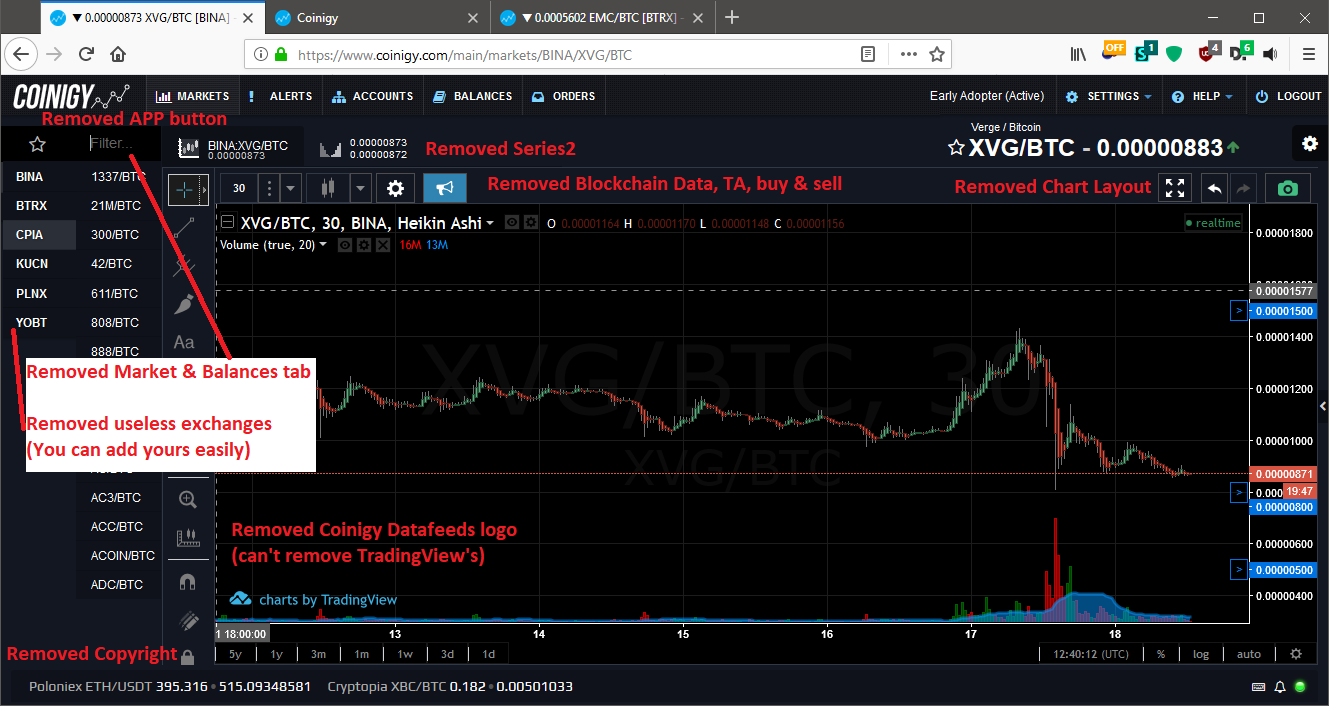 ▼ 0.00000873 XVG/BTC [BINA] -
Coinigy
▼ 0.0005602 EMC/BTC [BTRX] -
https://www.coinigy.com/main/markets/BINA/XVG/BTC
OFF
1
4
6
COINIGY
MARKETS
ALERTS
ACCOUNTS
BALANCES
ORDERS
Early Adopter (Active)
SETTINGS
HELP
LOGOUT
Removed APP button
Filter...
BINA:XVG/BTC
0.00000873
0.00000873
0.00000872
Removed Series2
Verge / Bitcoin
XVG/BTC - 0.00000883
BINA
BTRX
CPIA
KUCN
PLNX
YOBT
1337/BTC
21M/BTC
300/BTC
42/BTC
611/BTC
808/BTC
888/BTC
AC3/BTC
ACC/BTC
ACOIN/BTC
ADC/BTC
Aa
30
Removed Blockchain Data, TA, buy & sell
Removed Chart Layout
XVG/BTC, 30, BINA, Heikin Ashi
O 0.00001164 H 0.00001170 L 0.00001148 C 0.00001156
realtime
Volume (true, 20)
16M 13M
XVG/BTC, 30
XVG/BTC
0.00001800
0.00001577
0.00001500
0.00001400
0.00001200
0.00001000
0.00000871
19:47
0.00000800
0.00000600
0.00000500
0.00000400
Removed Market & Balances tab
Removed useless exchanges
(You can add yours easily)
Removed Coinigy Datafeeds logo
(can't remove TradingView's)
charts by TradingView
1 18:00:00
13
14
15
16
17
18
Removed Copyright
5y
1y
3m
1m
1w
3d
1d
12:40:12 (UTC)
%
log
auto
Poloniex ETH/USDT 395.316 • 515.09348581
Cryptopia XBC/BTC 0.182 • 0.00501033